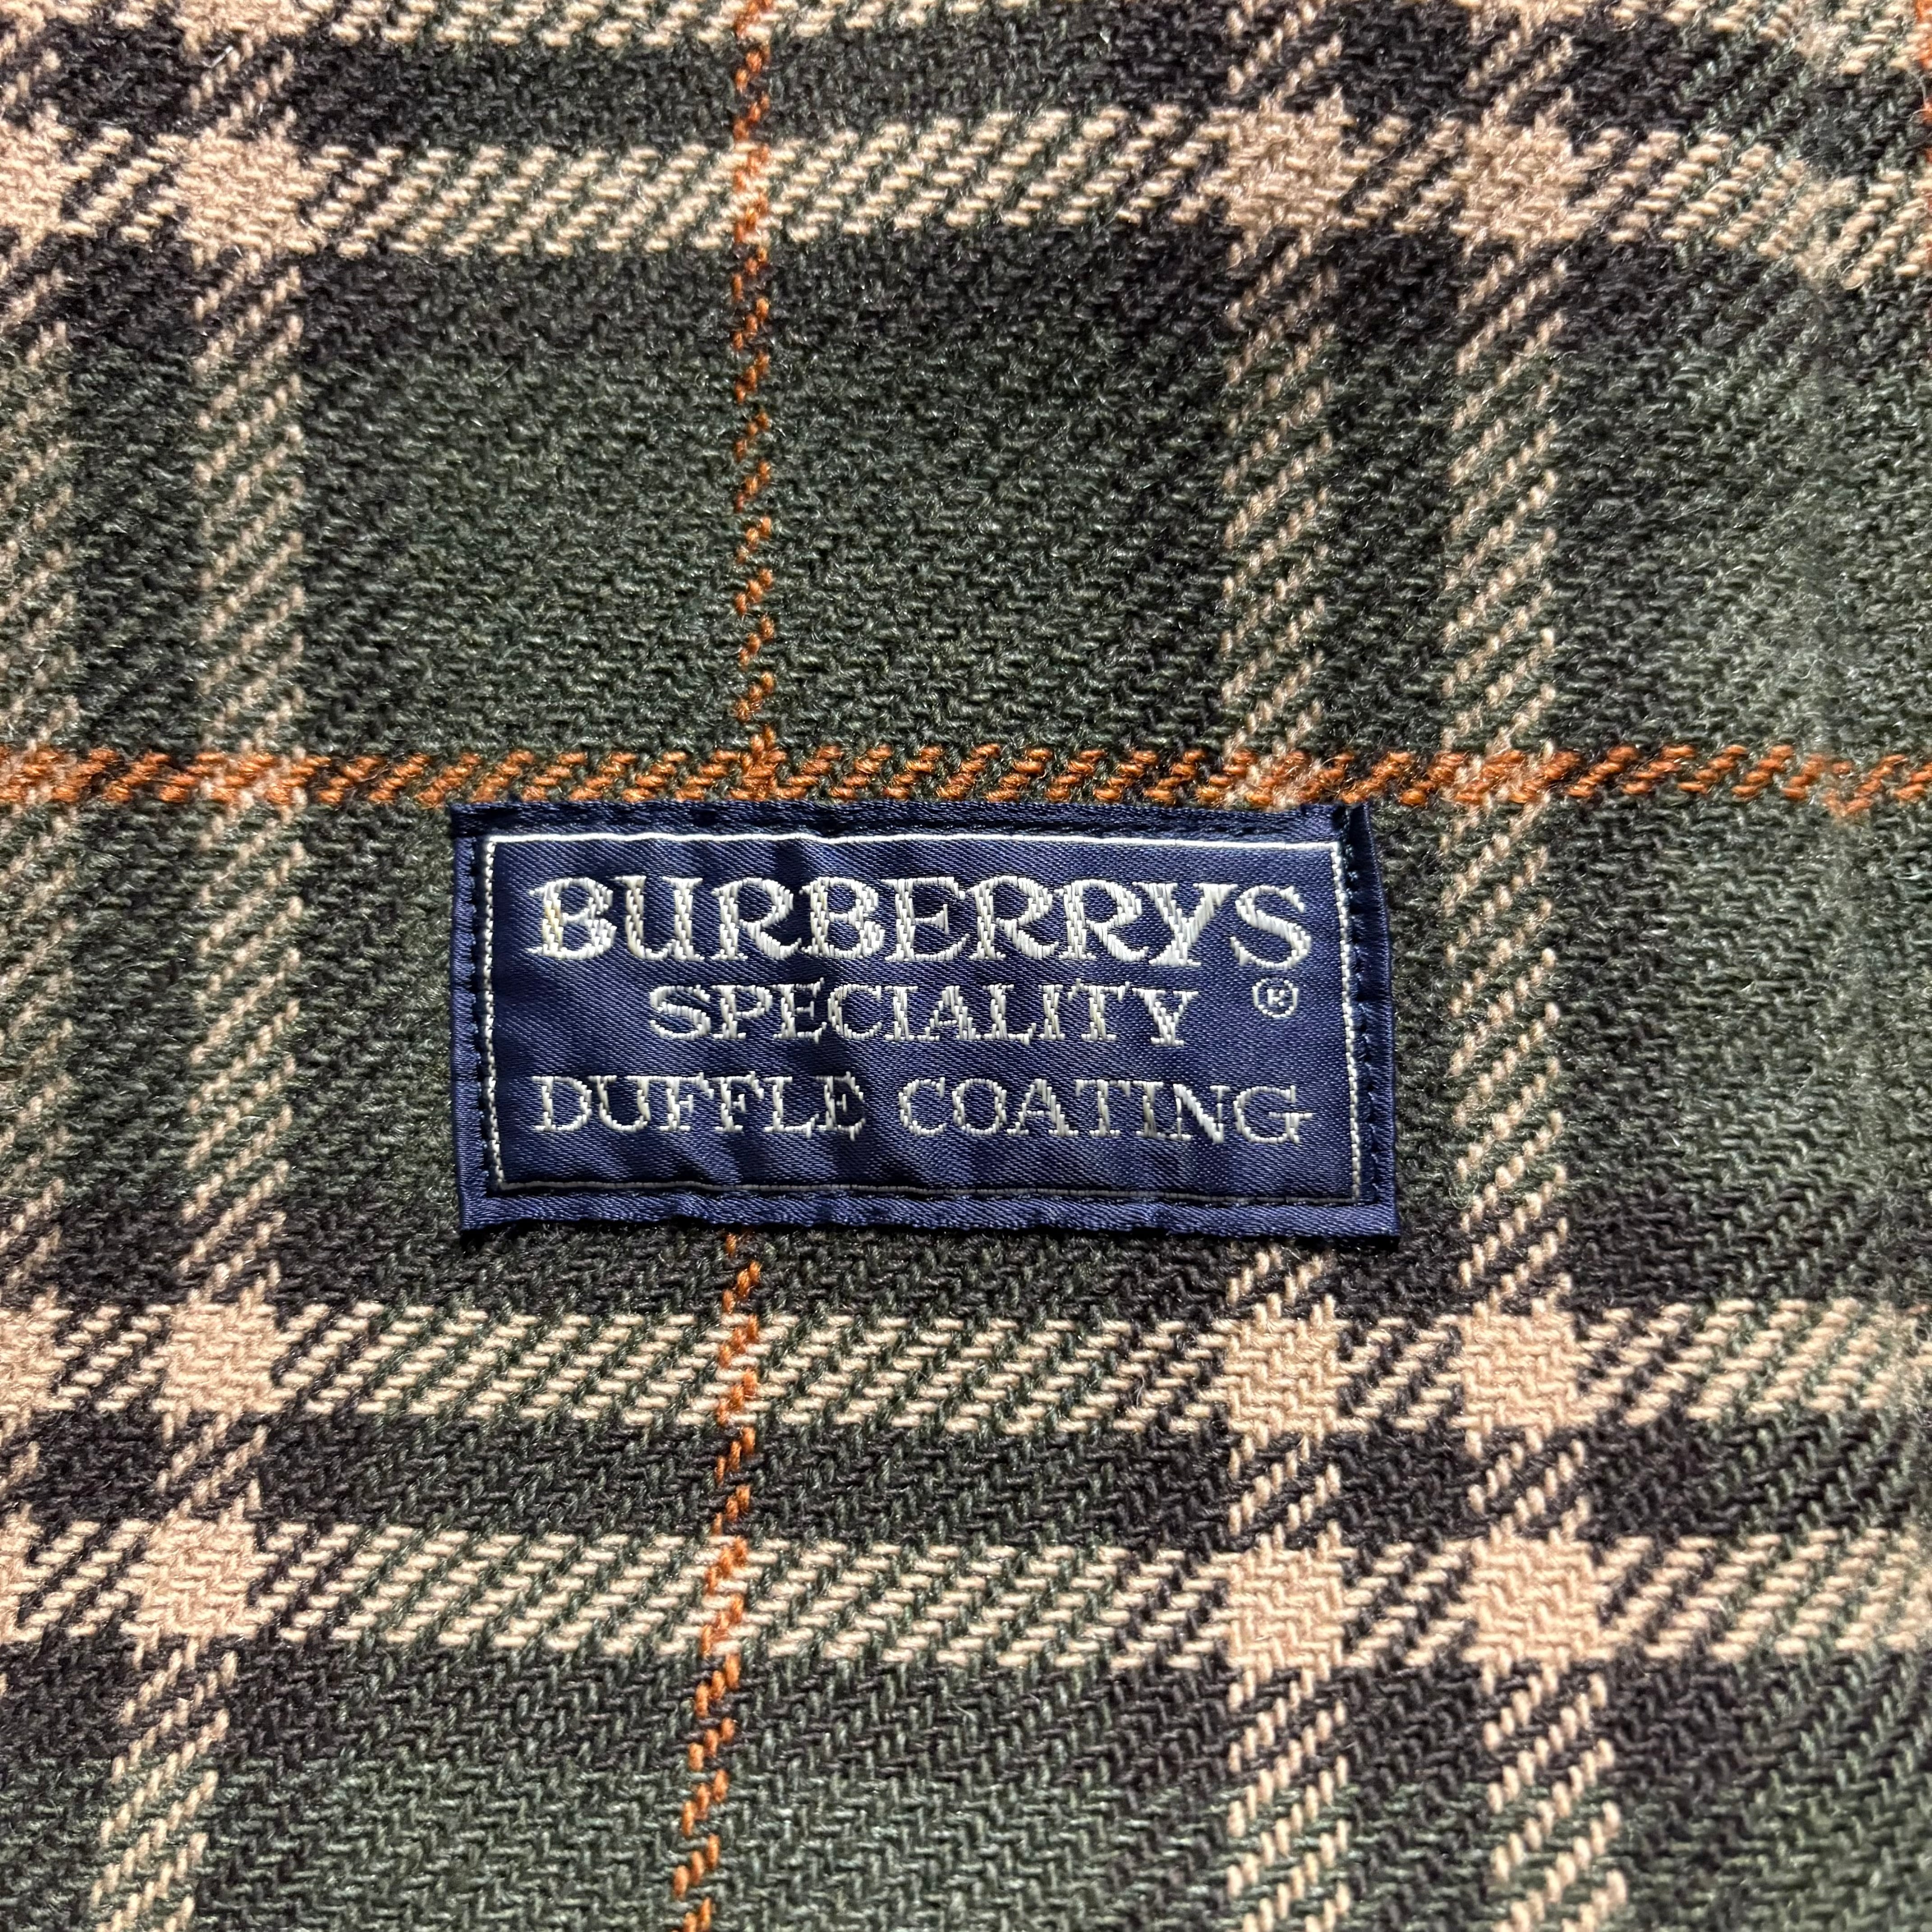 BURBERRYS
SPECIALITY ®
DUFFLE COATING